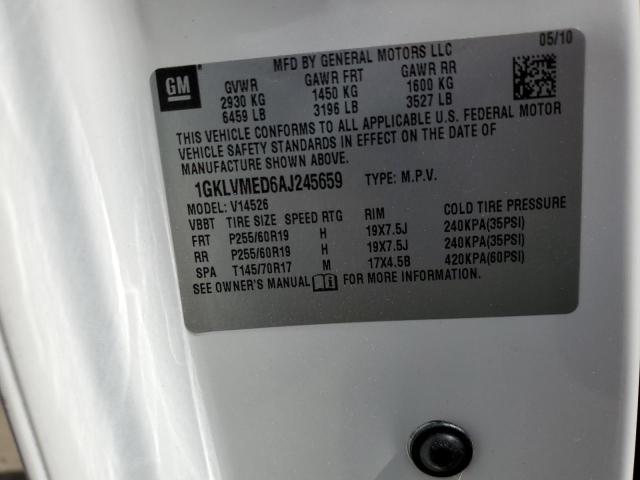 MFD BY GENERAL MOTORS LLC 05/10
GM
GVWR GAWR FRT GAWR RR
2930 KG 1450 KG 1600 KG
6459 LB 3196 LB 3527 LB
THIS VEHICLE CONFORMS TO ALL APPLICABLE U.S. FEDERAL MOTOR
VEHICLE SAFETY STANDARDS IN EFFECT ON THE DATE OF
MANUFACTURE SHOWN ABOVE.
1GKLVMED6AJ245659 TYPE: M.P.V.
MODEL: V14526
VBBT TIRE SIZE SPEED RTG RIM COLD TIRE PRESSURE
FRT P255/60R19 H 19X7.5J 240KPA(35PSI)
RR P255/60R19 H 19X7.5J 240KPA(35PSI)
SPA T145/70R17 M 17X4.5B 420KPA(60PSI)
SEE OWNER'S MANUAL FOR MORE INFORMATION.